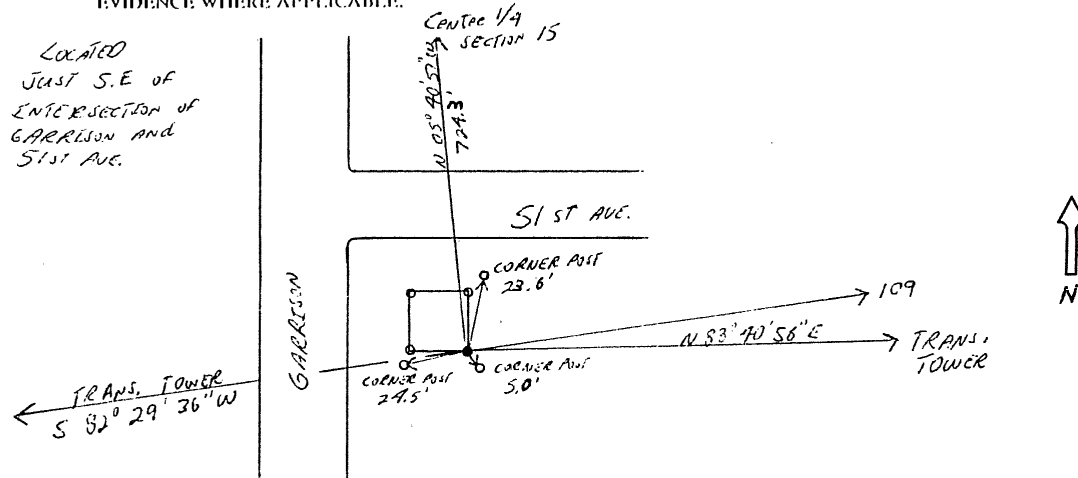 EVIDENCE WHERE APPLICABLE.
LOCATED
JUST S.E OF
INTERSECTION OF
GARRISON AND
51ST AVE.
CENTER 1/4
SECTION 15
N 05° 40' 57" W
724.3'
51 ST AVE.
GARRISON
CORNER POST
23.6'
109
N 83° 40' 56" E
TRANS.
TOWER
CORNER POST
5.0'
CORNER POST
24.5'
TRANS. TOWER
S 82° 29' 36" W
N